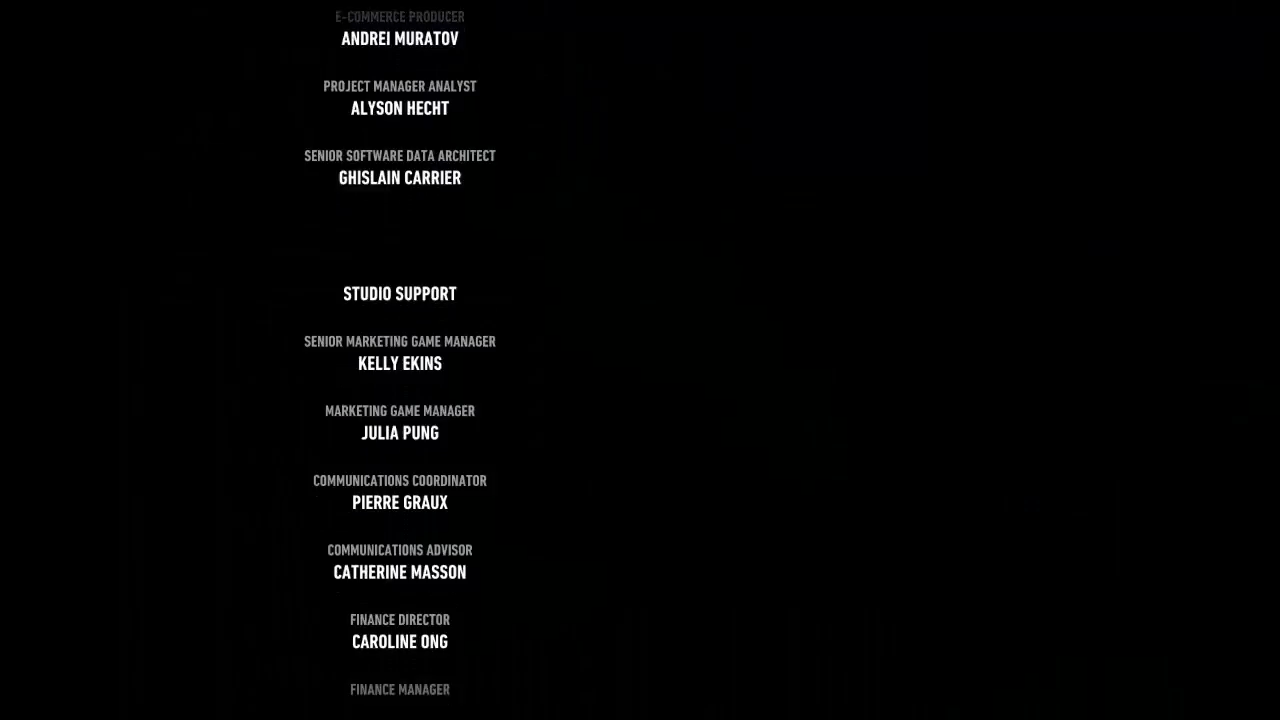 E-COMMERCE PRODUCER
ANDREI MURATOV
PROJECT MANAGER ANALYST
ALYSON HECHT
SENIOR SOFTWARE DATA ARCHITECT
GHISLAIN CARRIER
STUDIO SUPPORT
SENIOR MARKETING GAME MANAGER
KELLY EKINS
MARKETING GAME MANAGER
JULIA PUNG
COMMUNICATIONS COORDINATOR
PIERRE GRAUX
COMMUNICATIONS ADVISOR
CATHERINE MASSON
FINANCE DIRECTOR
CAROLINE ONG
FINANCE MANAGER